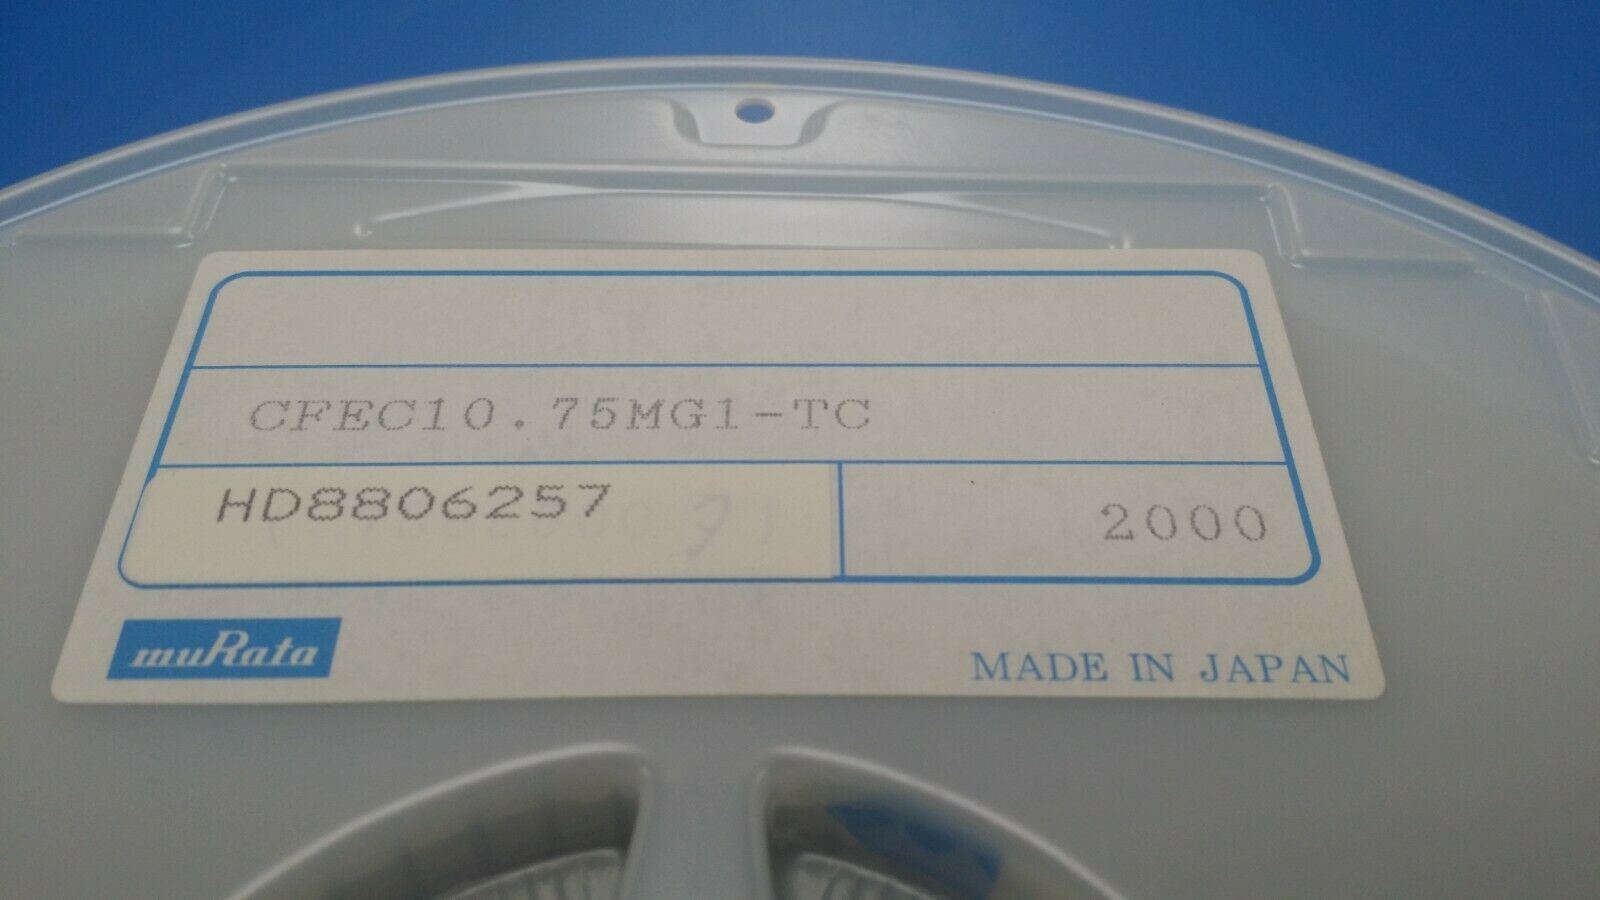 CFEC10.75MG1-TC
HD8806257
2000
muRata
MADE IN JAPAN